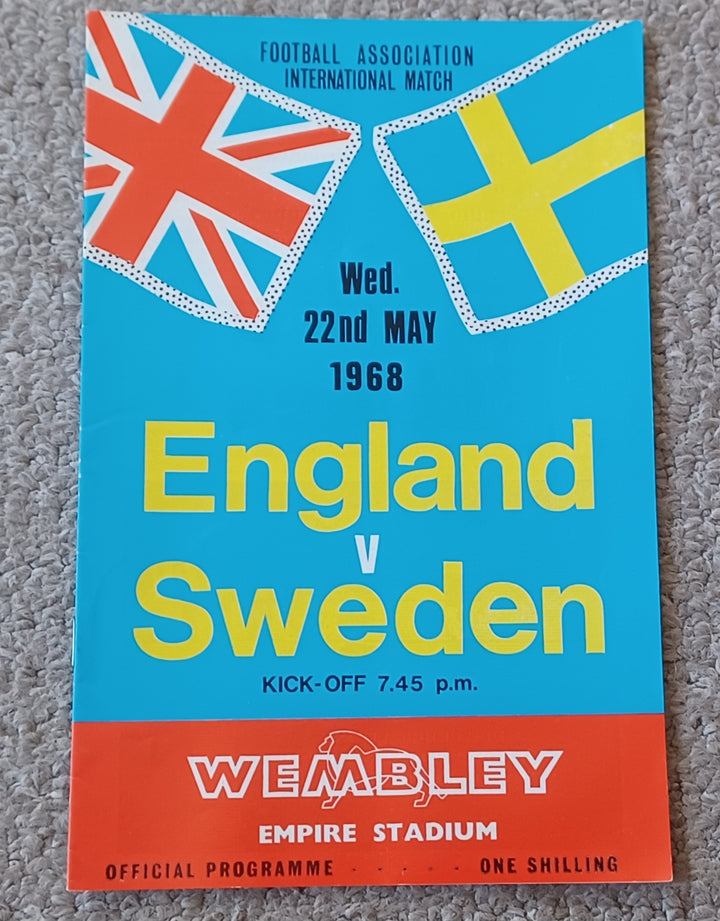 FOOTBALL ASSOCIATION
INTERNATIONAL MATCH
Wed.
22nd MAY
1968
England
v
Sweden
KICK-OFF 7.45 p.m.
WEMBLEY
EMPIRE STADIUM
OFFICIAL PROGRAMME - - - - - ONE SHILLING